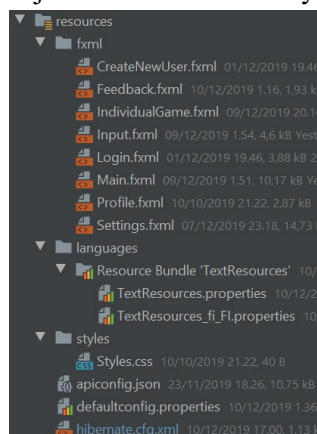 resources
fxml
CreateNewUser.fxml 01/12/2019 19.46
Feedback.fxml 10/12/2019 1.16, 1,93 k
IndividualGame.fxml 09/12/2019 20.1
Input.fxml 09/12/2019 1.54, 4,6 kB Yest
Login.fxml 01/12/2019 19.46, 3,88 kB 2
Main.fxml 09/12/2019 1.51, 10,17 kB Ye
Profile.fxml 10/10/2019 21.22, 2,87 kB
Settings.fxml 07/12/2019 23.18, 14,73
languages
Resource Bundle 'TextResources' 10/
TextResources.properties 10/12/2
TextResources_fi_FI.properties 10
styles
Styles.css 10/10/2019 21.22, 40 B
apiconfig.json 23/11/2019 18.26, 10,75 kB
defaultconfig.properties 10/12/2019 1.36
hibernate.cfg.xml 10/12/2019 17.00, 1,13 k